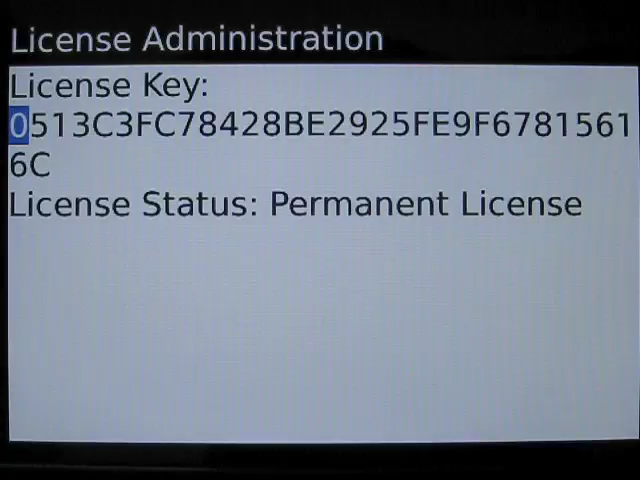 License Administration
License Key:
0513C3FC78428BE2925FE9F6781561
6C
License Status: Permanent License